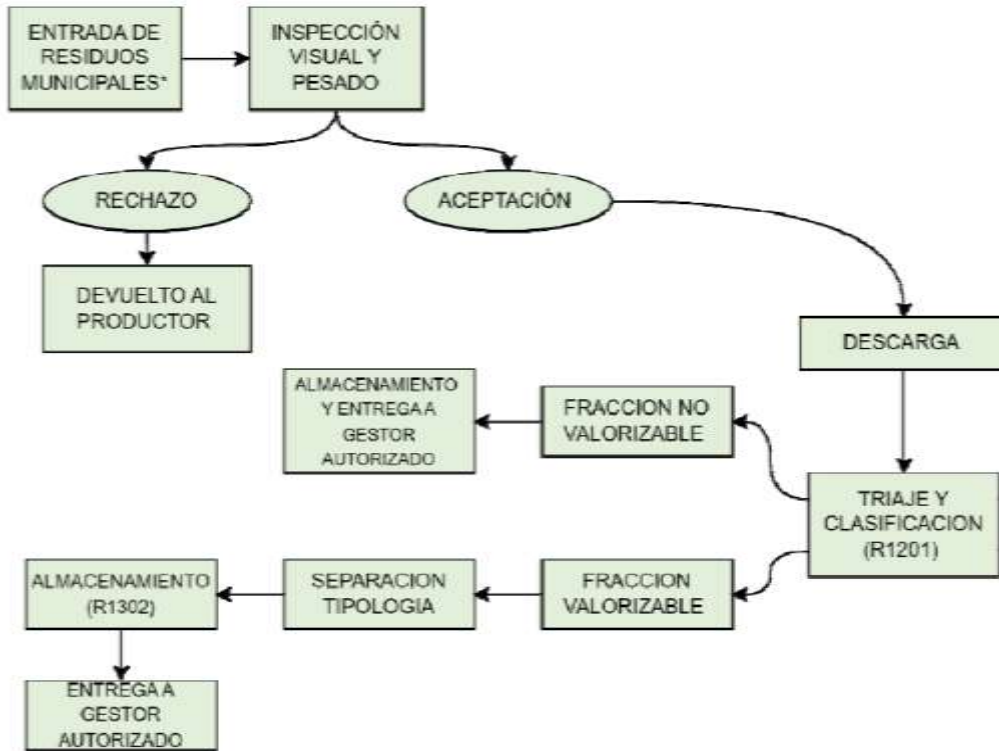 ENTRADA DE
RESIDUOS
MUNICIPALES*
INSPECCIÓN
VISUAL Y
PESADO
RECHAZO
ACEPTACIÓN
DEVUELTO AL
PRODUCTOR
DESCARGA
ALMACENAMIENTO
Y ENTREGA A
GESTOR
AUTORIZADO
FRACCION NO
VALORIZABLE
TRIAJE Y
CLASIFICACION
(R1201)
ALMACENAMIENTO
(R1302)
SEPARACION
TIPOLOGIA
FRACCION
VALORIZABLE
ENTREGA A
GESTOR
AUTORIZADO